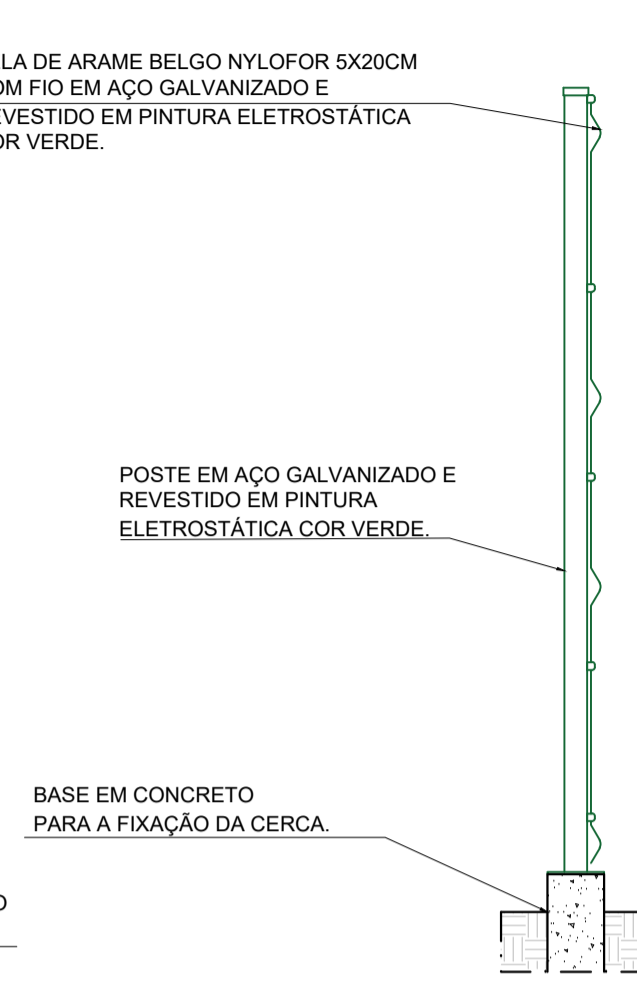 LA DE ARAME BELGO NYLOFOR 5X20CM
OM FIO EM AÇO GALVANIZADO E
EVESTIDO EM PINTURA ELETROSTÁTICA
OR VERDE.
POSTE EM AÇO GALVANIZADO E
REVESTIDO EM PINTURA
ELETROSTÁTICA COR VERDE.
BASE EM CONCRETO
PARA A FIXAÇÃO DA CERCA.
O